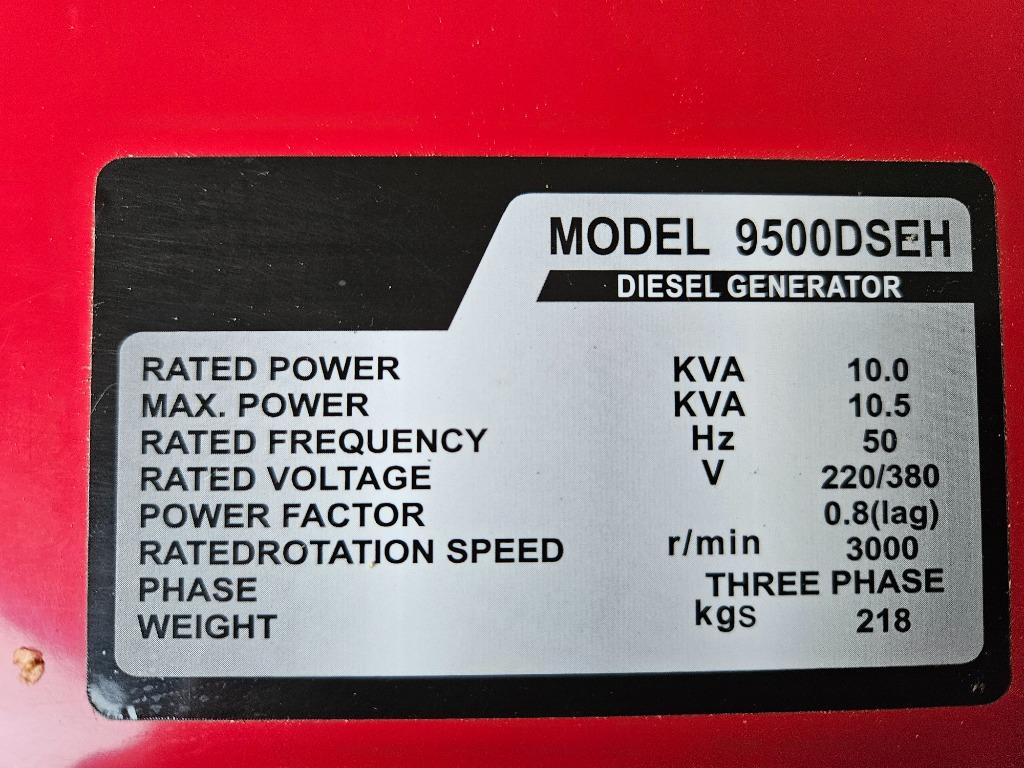 MODEL 9500DSEH
DIESEL GENERATOR
RATED POWER KVA 10.0
MAX. POWER KVA 10.5
RATED FREQUENCY Hz 50
RATED VOLTAGE V 220/380
POWER FACTOR 0.8(lag)
RATEDROTATION SPEED r/min 3000
PHASE THREE PHASE
WEIGHT kgs 218